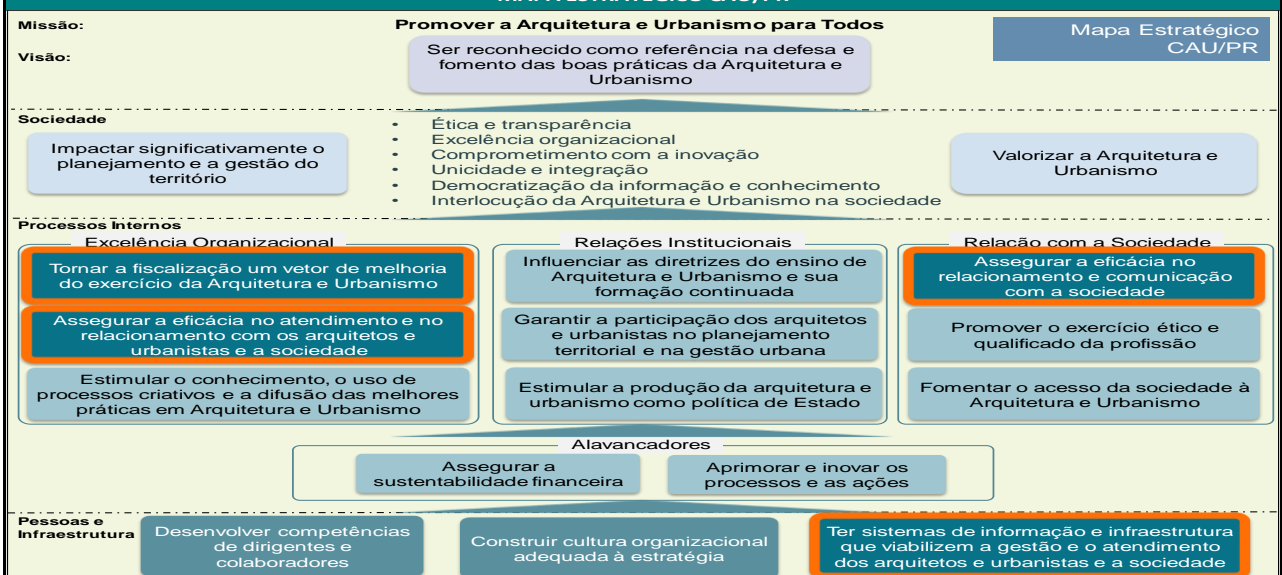 MAPA ESTRATÉGICO CAU/PR
Missão:
Promover a Arquitetura e Urbanismo para Todos
Mapa Estratégico
CAU/PR
Visão:
Ser reconhecido como referência na defesa e
fomento das boas práticas da Arquitetura e
Urbanismo
Sociedade
Impactar significativamente o
planejamento e a gestão do
território
• Ética e transparência
• Excelência organizacional
• Comprometimento com a inovação
• Unicidade e integração
• Democratização da informação e conhecimento
• Interlocução da Arquitetura e Urbanismo na sociedade
Valorizar a Arquitetura e
Urbanismo
Processos Internos
Excelência Organizacional
Tornar a fiscalização um vetor de melhoria
do exercício da Arquitetura e Urbanismo
Assegurar a eficácia no atendimento e no
relacionamento com os arquitetos e
urbanistas e a sociedade
Estimular o conhecimento, o uso de
processos criativos e a difusão das melhores
práticas em Arquitetura e Urbanismo
Relações Institucionais
Influenciar as diretrizes do ensino de
Arquitetura e Urbanismo e sua
formação continuada
Garantir a participação dos arquitetos
e urbanistas no planejamento
territorial e na gestão urbana
Estimular a produção da arquitetura e
urbanismo como política de Estado
Relação com a Sociedade
Assegurar a eficácia no
relacionamento e comunicação
com a sociedade
Promover o exercício ético e
qualificado da profissão
Fomentar o acesso da sociedade à
Arquitetura e Urbanismo
Alavancadores
Assegurar a
sustentabilidade financeira
Aprimorar e inovar os
processos e as ações
Pessoas e
Infraestrutura
Desenvolver competências
de dirigentes e
colaboradores
Construir cultura organizacional
adequada à estratégia
Ter sistemas de informação e infraestrutura
que viabilizem a gestão e o atendimento
dos arquitetos e urbanistas e a sociedade